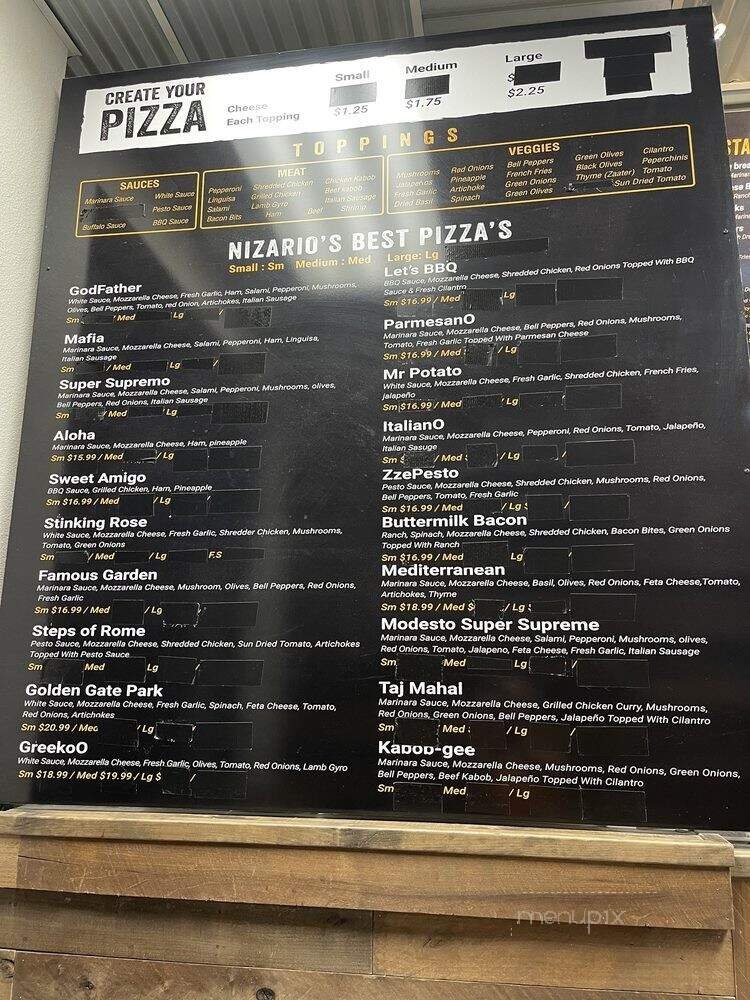 CREATE YOUR
PIZZA
Small Medium Large
Cheese $
Each Topping $1.25 $1.75 $2.25
TOPPINGS
SAUCES
Marinara Sauce White Sauce
Pesto Sauce
Buffalo Sauce BBQ Sauce
MEAT
Pepperoni Shredded Chicken Chicken Kabob
Linguisa Grilled Chicken Beef kabob
Salami Lamb Gyro Italian Sausage
Bacon Bits Ham Beef Shrimp
VEGGIES
Mushrooms Red Onions Bell Peppers Green Olives Cilantro
Jalapeños Pineapple French Fries Black Olives Peperchinis
Fresh Garlic Artichoke Green Onions Thyme (Zaater) Tomato
Dried Basil Spinach Green Olives Sun Dried Tomato
NIZARIO'S BEST PIZZA'S
Small : Sm Medium : Med Large: Lg
GodFather
White Sauce, Mozzarella Cheese, Fresh Garlic, Ham, Salami, Pepperoni, Mushrooms,
Olives, Bell Peppers, Tomato, red Onion, Artichokes, Italian Sausage
Sm / Med Lg /
Mafia
Marinara Sauce, Mozzarella Cheese, Salami, Pepperoni, Ham, Linguisa,
Italian Sausage
Sm / Med Lg
Super Supremo
Marinara Sauce, Mozzarella Cheese, Salami, Pepperoni, Mushrooms, olives,
Bell Peppers, Red Onions, Italian Sausage
Sm / Med Lg
Aloha
Marinara Sauce, Mozzarella Cheese, Ham, pineapple
Sm $15.99 / Med / Lg
Sweet Amigo
BBQ Sauce, Grilled Chicken, Ham, Pineapple
Sm $16.99 / Med / Lg
Stinking Rose
White Sauce, Mozzarella Cheese, Fresh Garlic, Shredder Chicken, Mushrooms,
Tomato, Green Onions
Sm / Med / Lg F.S
Famous Garden
Marinara Sauce, Mozzarella Cheese, Mushroom, Olives, Bell Peppers, Red Onions,
Fresh Garlic
Sm $16.99 / Med / Lg
Steps of Rome
Pesto Sauce, Mozzarella Cheese, Shredded Chicken, Sun Dried Tomato, Artichokes
Topped With Pesto Sauce
Sm Med Lg /
Golden Gate Park
White Sauce, Mozzarella Cheese, Fresh Garlic, Spinach, Feta Cheese, Tomato,
Red Onions, Artichokes
Sm $20.99 / Med / Lg
GreekoO
White Sauce, Mozzarella Cheese, Fresh Garlic, Olives, Tomato, Red Onions, Lamb Gyro
Sm $18.99 / Med $19.99 / Lg $ /
Let's BBQ
BBQ Sauce, Mozzarella Cheese, Shredded Chicken, Red Onions Topped With BBQ
Sauce & Fresh Cilantro
Sm $16.99 / Med Lg
ParmesanO
Marinara Sauce, Mozzarella Cheese, Bell Peppers, Red Onions, Mushrooms,
Tomato, Fresh Garlic Topped With Parmesan Cheese
Sm $16.99 / Med / Lg
Mr Potato
White Sauce, Mozzarella Cheese, Fresh Garlic, Shredded Chicken, French Fries,
jalapeño
Sm $16.99 / Med / Lg
ItalianO
Marinara Sauce, Mozzarella Cheese, Pepperoni, Red Onions, Tomato, Jalapeño,
Italian Sasuge
Sm $ / Med / Lg
ZzePesto
Pesto Sauce, Mozzarella Cheese, Shredded Chicken, Mushrooms, Red Onions,
Bell Peppers, Tomato, Fresh Garlic
Sm $16.99 / Med / Lg /
Buttermilk Bacon
Ranch, Spinach, Mozzarella Cheese, Shredded Chicken, Bacon Bites, Green Onions
Topped With Ranch
Sm $16.99 / Med / Lg /
Mediterranean
Marinara Sauce, Mozzarella Cheese, Basil, Olives, Red Onions, Feta Cheese,Tomato,
Artichokes, Thyme
Sm $18.99 / Med $ / Lg
Modesto Super Supreme
Marinara Sauce, Mozzarella Cheese, Salami, Pepperoni, Mushrooms, olives,
Red Onions, Tomato, Jalapeno, Feta Cheese, Fresh Garlic, Italian Sausage
Sm Med Lg /
Taj Mahal
Marinara Sauce, Mozzarella Cheese, Grilled Chicken Curry, Mushrooms,
Red Onions, Green Onions, Bell Peppers, Jalapeño Topped With Cilantro
Sm Med / Lg
Kabob-gee
Marinara Sauce, Mozzarella Cheese, Mushrooms, Red Onions, Green Onions,
Bell Peppers, Beef Kabob, Jalapeño Topped With Cilantro
Sm Med / Lg
menupix